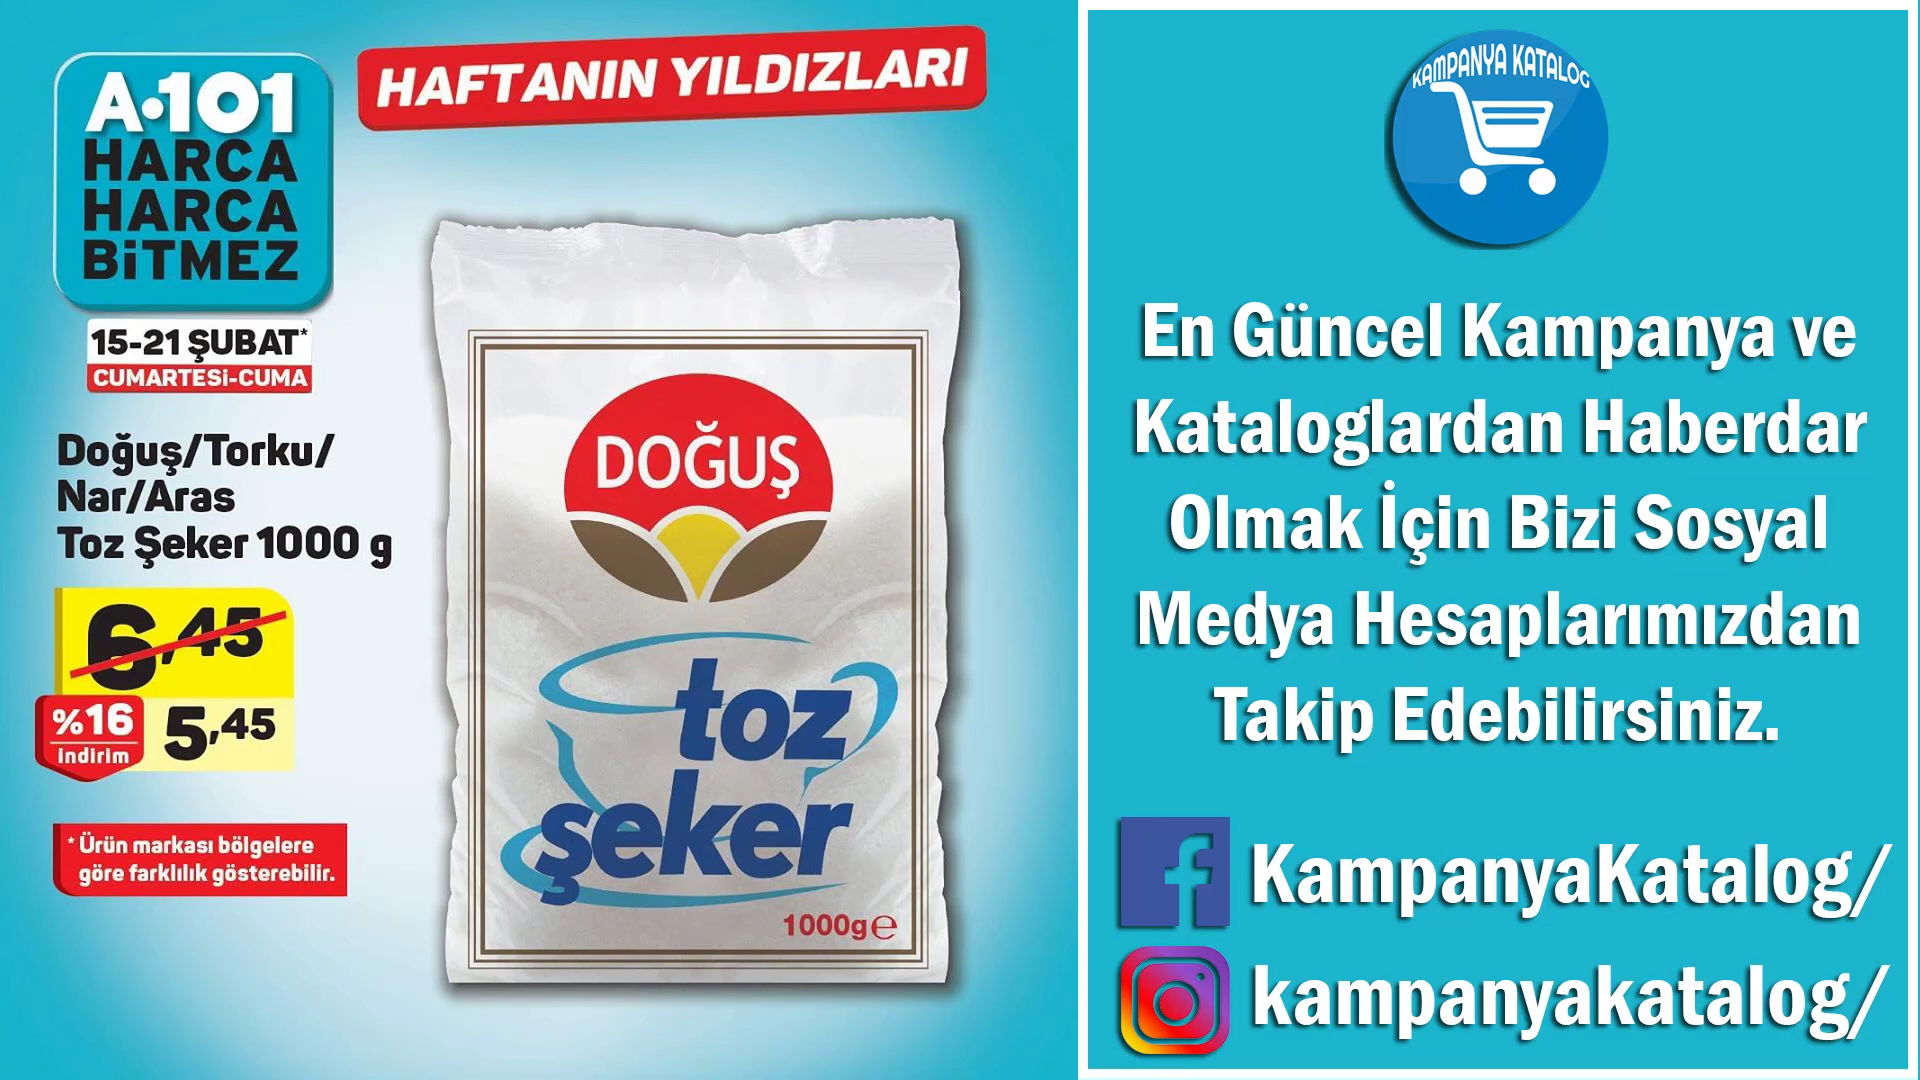 A101
HARCA
HARCA
BİTMEZ
15-21 ŞUBAT*
CUMARTESİ-CUMA
HAFTANIN YILDIZLARI
Doğuş/Torku/
Nar/Aras
Toz Şeker 1000 g
6,45
%16
indirim
5,45
* Ürün markası bölgelere
göre farklılık gösterebilir.
DOĞUŞ
toz
şeker
1000g℮
KAMPANYA KATALOG
En Güncel Kampanya ve
Kataloglardan Haberdar
Olmak İçin Bizi Sosyal
Medya Hesaplarımızdan
Takip Edebilirsiniz.
KampanyaKatalog/
kampanyakatalog/